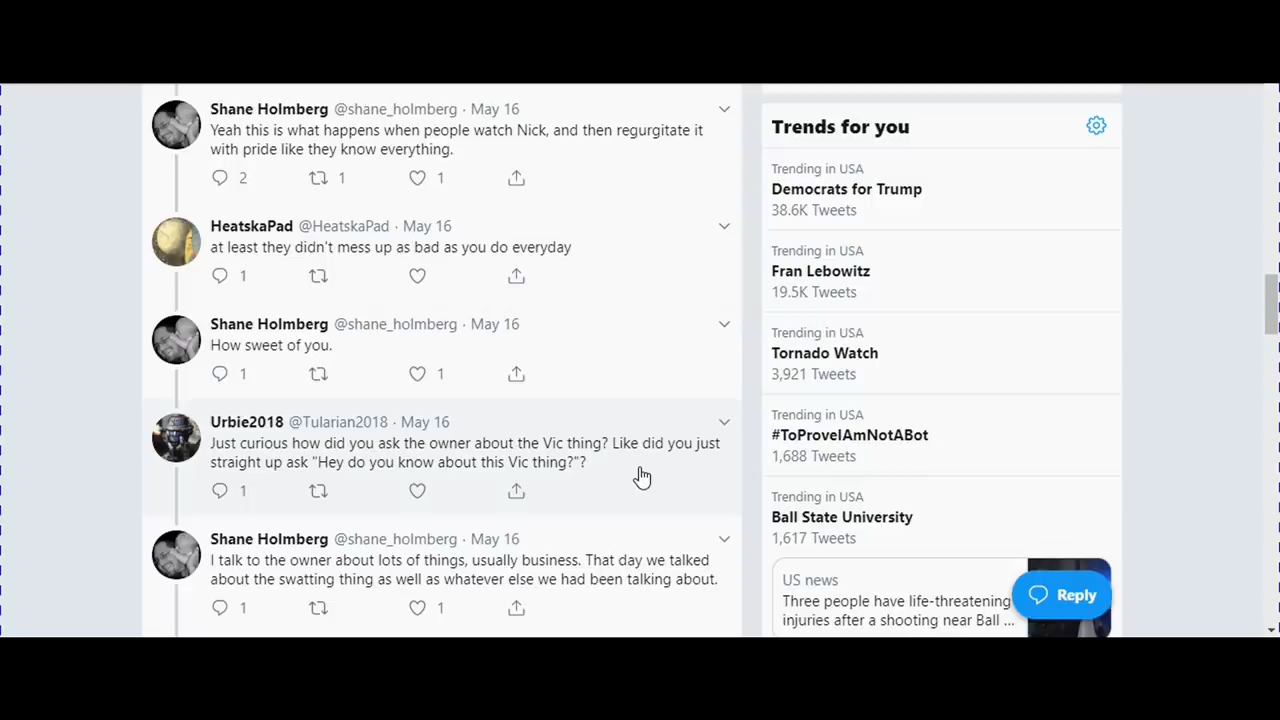 Shane Holmberg @shane_holmberg · May 16
Yeah this is what happens when people watch Nick, and then regurgitate it
with pride like they know everything.
2 1 1
HeatskaPad @HeatskaPad · May 16
at least they didn't mess up as bad as you do everyday
1
Shane Holmberg @shane_holmberg · May 16
How sweet of you.
1 1
Urbie2018 @Tularian2018 · May 16
Just curious how did you ask the owner about the Vic thing? Like did you just
straight up ask "Hey do you know about this Vic thing?"?
1
Shane Holmberg @shane_holmberg · May 16
I talk to the owner about lots of things, usually business. That day we talked
about the swatting thing as well as whatever else we had been talking about.
1 1
Trends for you
Trending in USA
Democrats for Trump
38.6K Tweets
Trending in USA
Fran Lebowitz
19.5K Tweets
Trending in USA
Tornado Watch
3,921 Tweets
Trending in USA
#ToProveIAmNotABot
1,688 Tweets
Trending in USA
Ball State University
1,617 Tweets
US news
Three people have life-threatening
injuries after a shooting near Ball ...
Reply